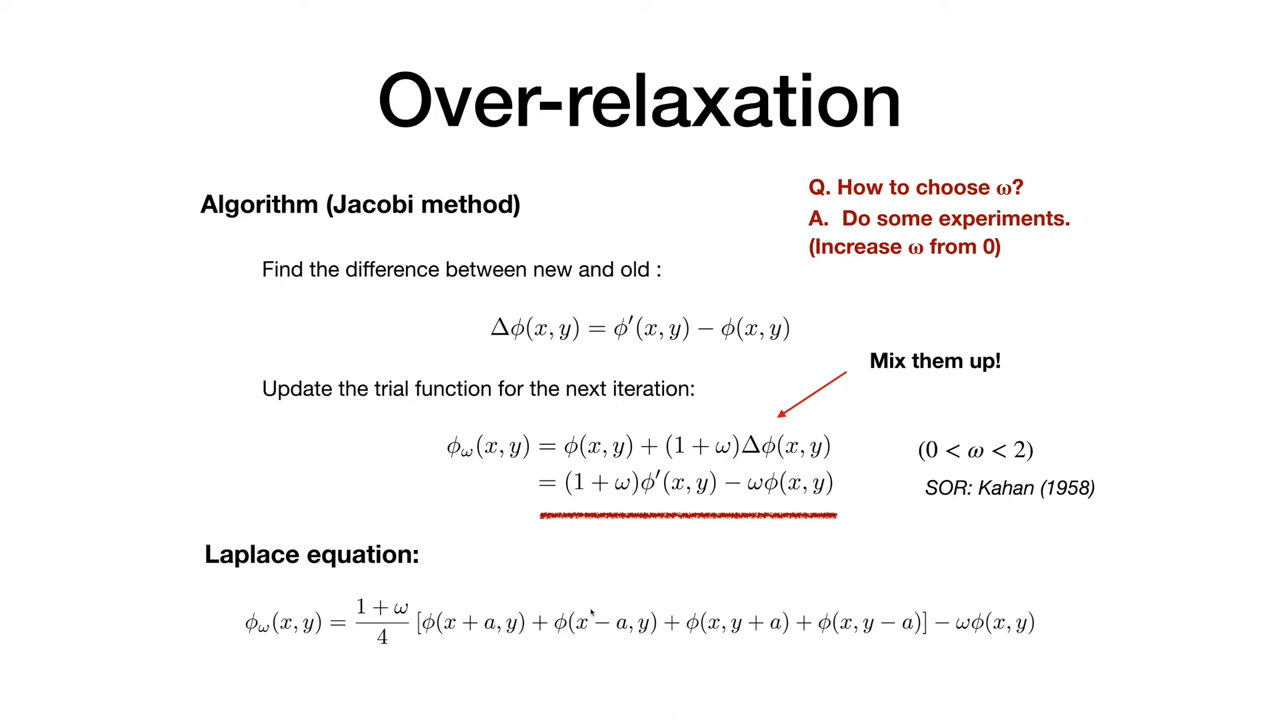 Over-relaxation
Algorithm (Jacobi method)
Q. How to choose ω?
A. Do some experiments.
(Increase ω from 0)
Find the difference between new and old :
Δϕ(x, y) = ϕ′(x, y) − ϕ(x, y)
Mix them up!
Update the trial function for the next iteration:
ϕ_ω(x, y) = ϕ(x, y) + (1 + ω)Δϕ(x, y)
(0 < ω < 2)
= (1 + ω)ϕ′(x, y) − ωϕ(x, y)
SOR: Kahan (1958)
Laplace equation:
ϕ_ω(x, y) = \frac{1 + ω}{4} [ϕ(x + a, y) + ϕ(x − a, y) + ϕ(x, y + a) + ϕ(x, y − a)] − ωϕ(x, y)